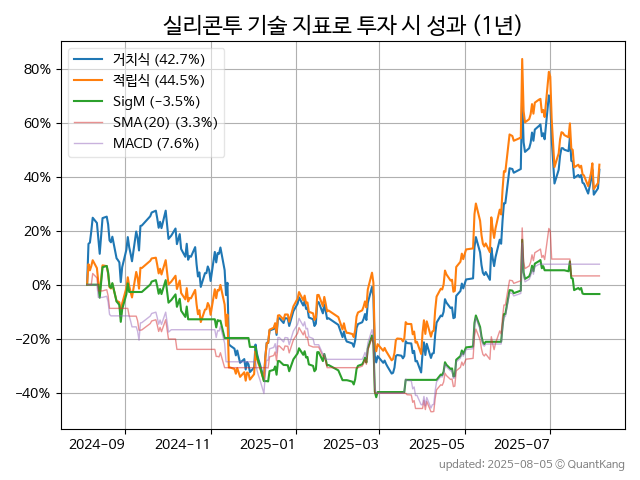 실리콘투 기술 지표로 투자 시 성과 (1년)
거치식 (42.7%)
적립식 (44.5%)
SigM (-3.5%)
SMA(20) (3.3%)
MACD (7.6%)
80%
60%
40%
20%
0%
-20%
-40%
2024-09 2024-11 2025-01 2025-03 2025-05 2025-07
updated: 2025-08-05 © QuantKang